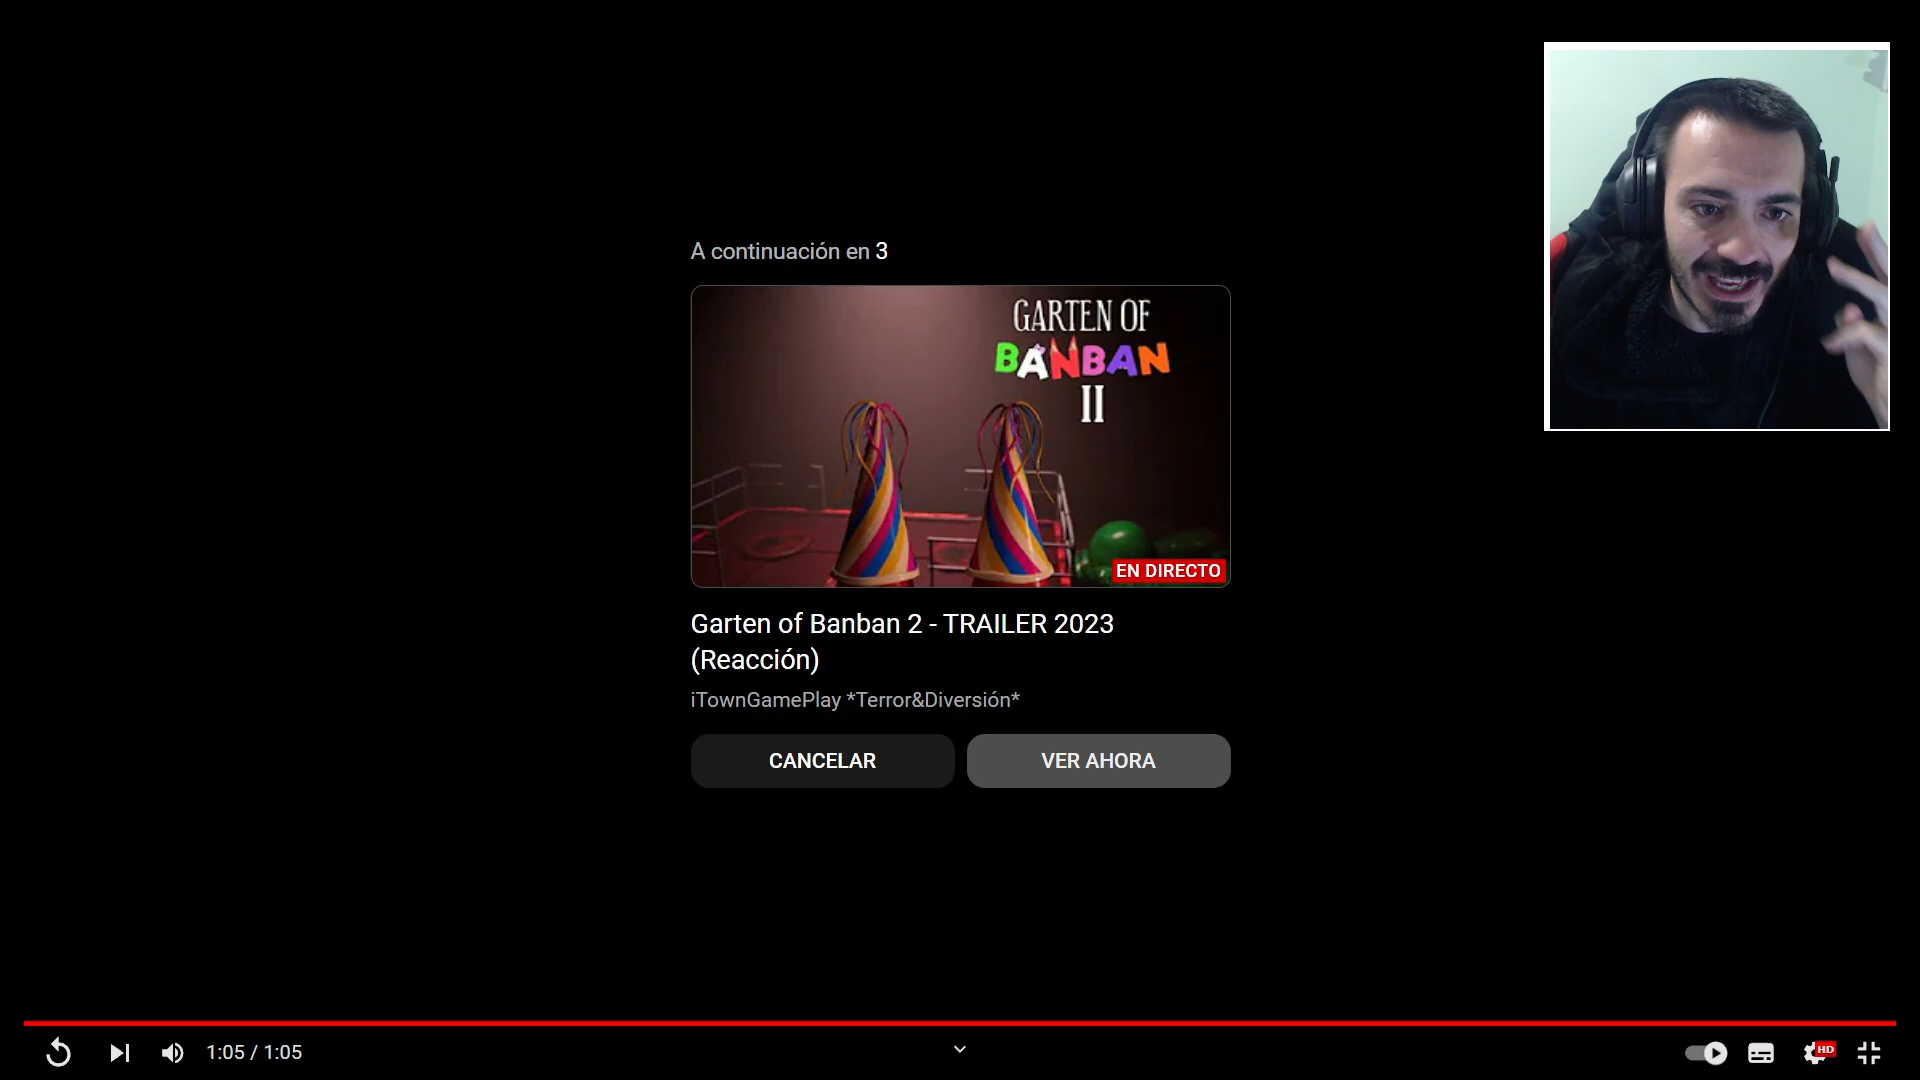 A continuación en 3
GARTEN OF
BANBAN
II
EN DIRECTO
Garten of Banban 2 - TRAILER 2023
(Reacción)
iTownGamePlay *Terror&Diversión*
CANCELAR
VER AHORA
1:05 / 1:05
HD